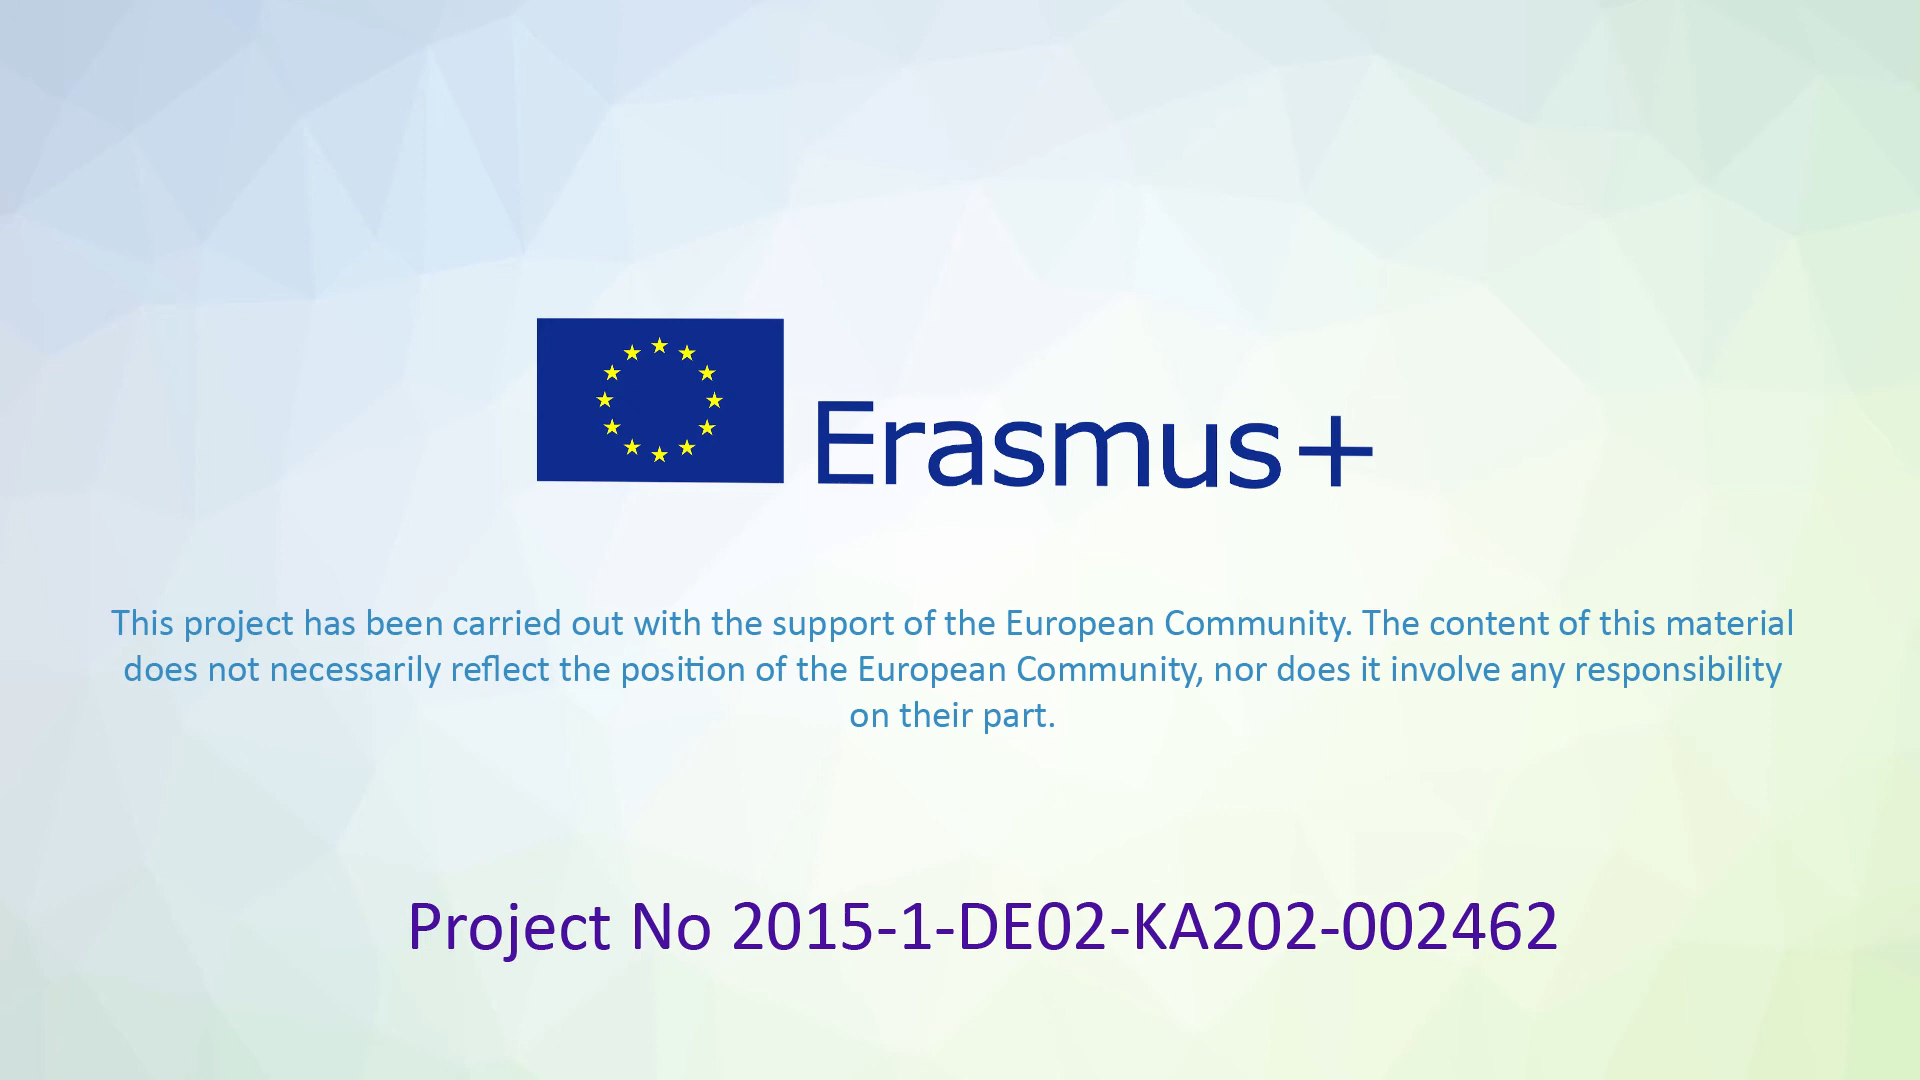 Erasmus+
This project has been carried out with the support of the European Community. The content of this material
does not necessarily reflect the position of the European Community, nor does it involve any responsibility
on their part.
Project No 2015-1-DE02-KA202-002462